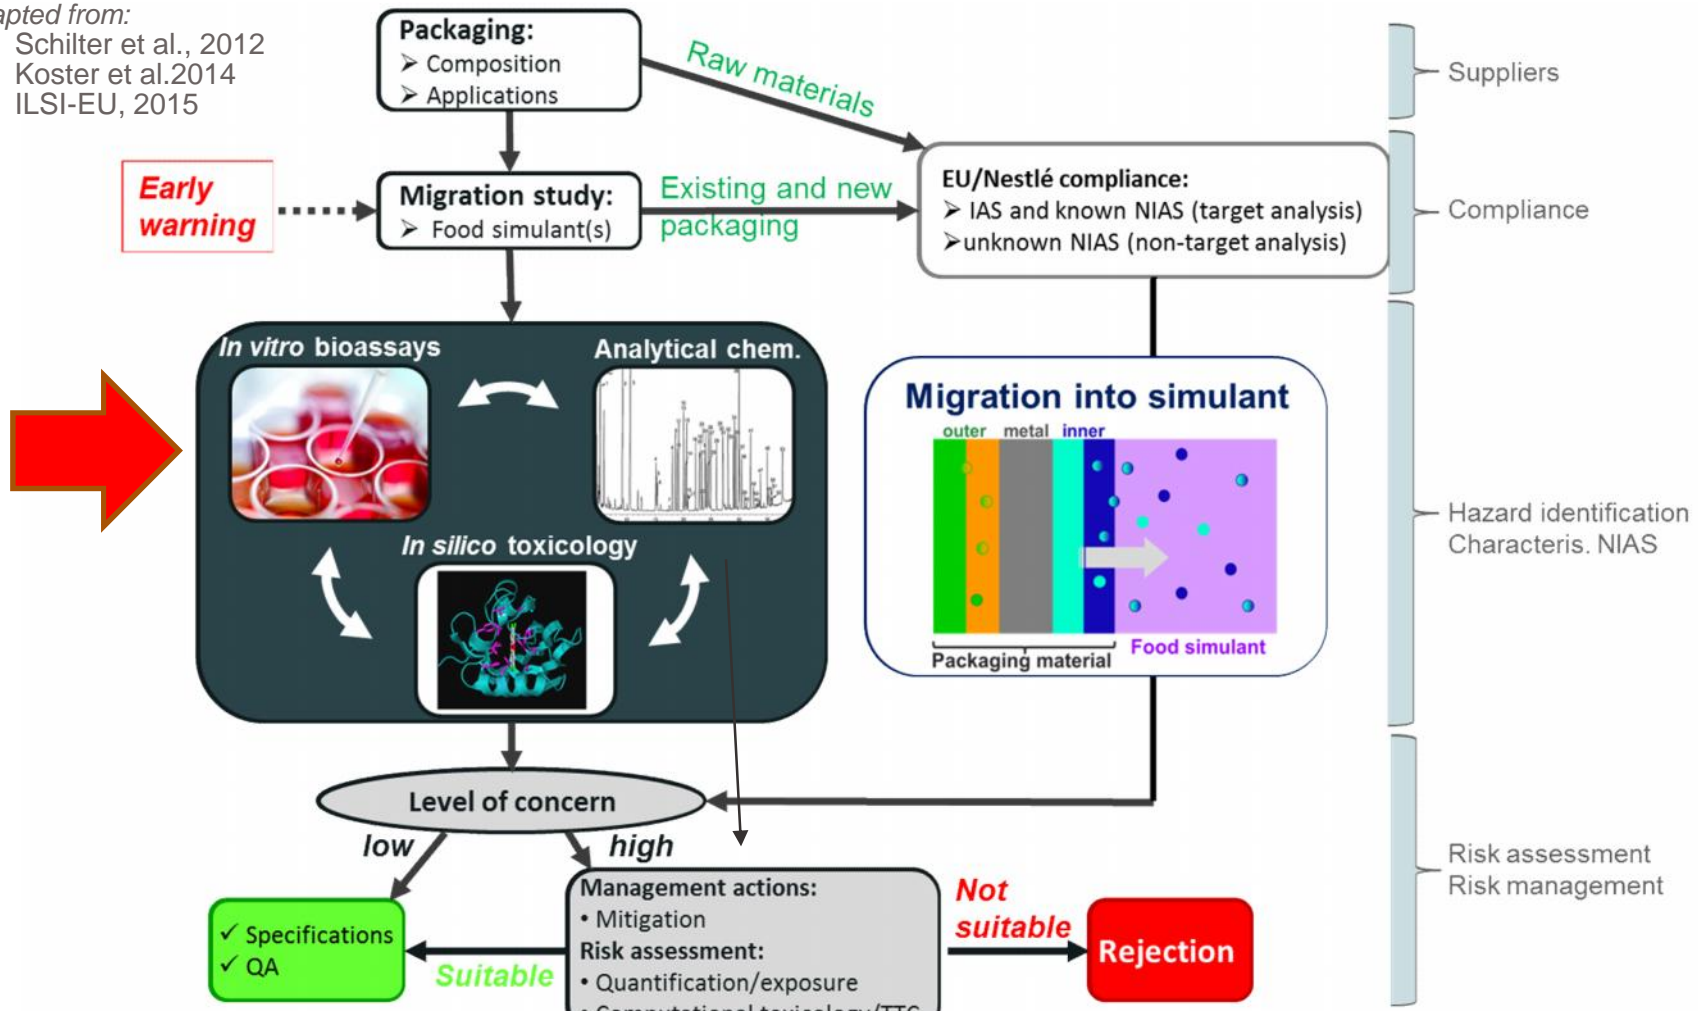 apted from:
Schilter et al., 2012
Koster et al.2014
ILSI-EU, 2015
Packaging:
➢ Composition
➢ Applications
Raw materials
Suppliers
Early
warning
Migration study:
➢ Food simulant(s)
Existing and new
packaging
EU/Nestlé compliance:
➢ IAS and known NIAS (target analysis)
➢unknown NIAS (non-target analysis)
Compliance
In vitro bioassays
Analytical chem.
In silico toxicology
Migration into simulant
outer metal inner
Packaging material
Food simulant
Hazard identification
Characteris. NIAS
Level of concern
low
high
✓ Specifications
✓ QA
Suitable
Management actions:
• Mitigation
Risk assessment:
• Quantification/exposure
• Computational toxicology/TTC
Not
suitable
Rejection
Risk assessment
Risk management